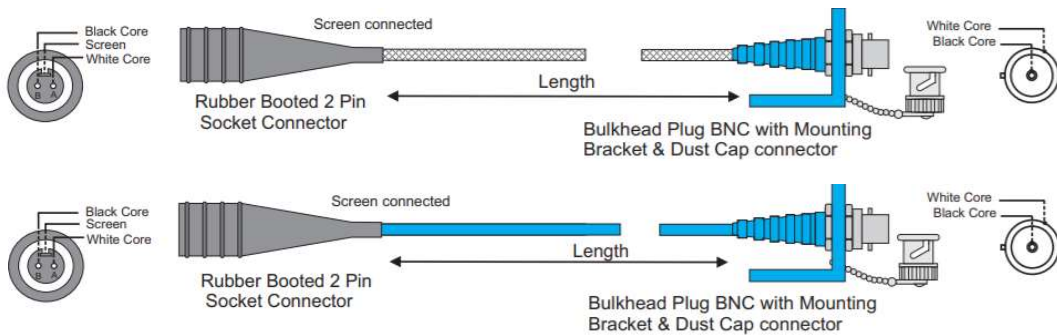 Black Core
Screen
White Core
B A
Screen connected
Rubber Booted 2 Pin
Socket Connector
Length
Bulkhead Plug BNC with Mounting
Bracket & Dust Cap connector
White Core
Black Core
Black Core
Screen
White Core
B A
Screen connected
Rubber Booted 2 Pin
Socket Connector
Length
Bulkhead Plug BNC with Mounting
Bracket & Dust Cap connector
White Core
Black Core